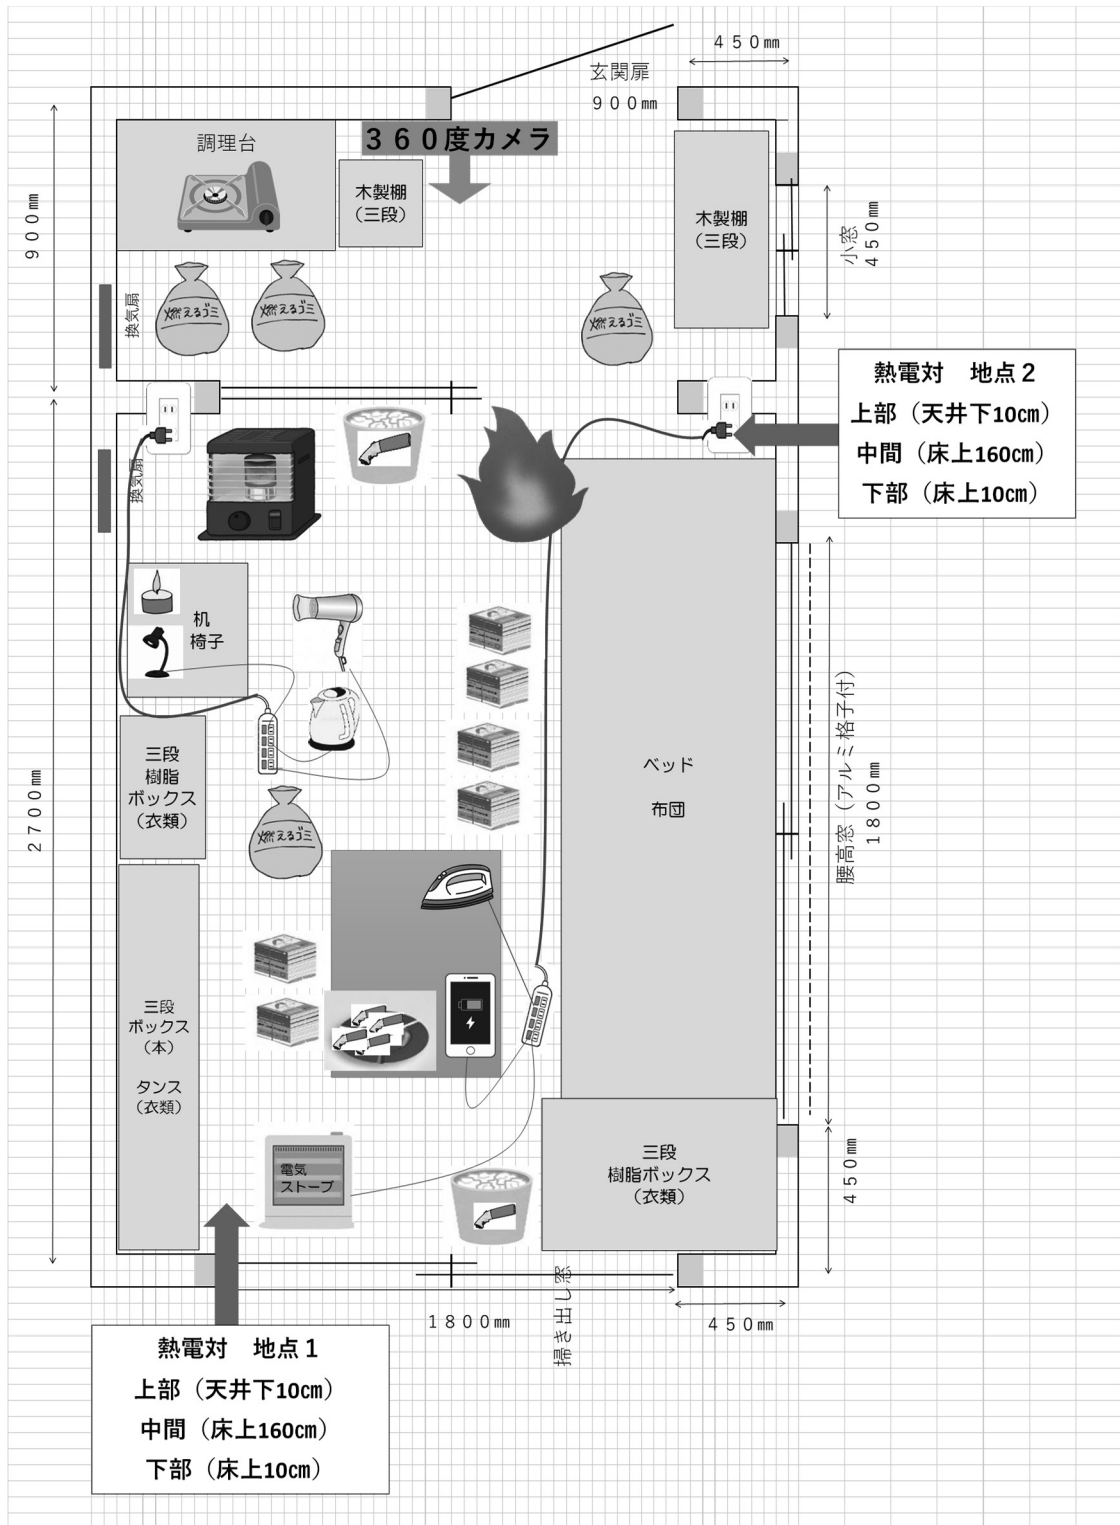 ４５０㎜
玄関扉
９００㎜
調理台
３６０度カメラ
木製棚
（三段）
木製棚
（三段）
９００㎜
小窓
４５０㎜
換気扇
燃えるゴミ
燃えるゴミ
燃えるゴミ
熱電対　地点２
上部（天井下10㎝）
中間（床上160㎝）
下部（床上10㎝）
換気扇
机
椅子
三段
樹脂
ボックス
（衣類）
ベッド
布団
腰高窓（アルミ格子付）
１８００㎜
２７００㎜
燃えるゴミ
三段
ボックス
（本）
タンス
（衣類）
電気
ストーブ
三段
樹脂ボックス
（衣類）
４５０㎜
掃き出し窓
１８００㎜
４５０㎜
熱電対　地点１
上部（天井下10㎝）
中間（床上160㎝）
下部（床上10㎝）